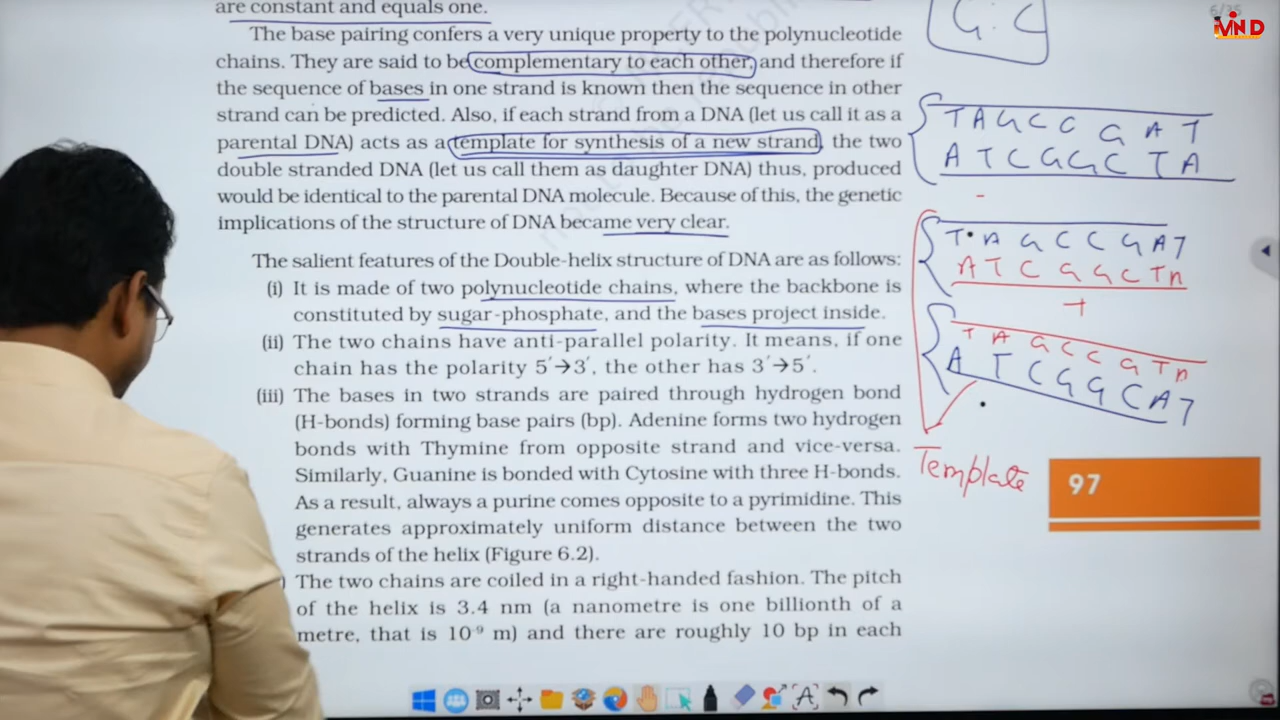 are constant and equals one.
The base pairing confers a very unique property to the polynucleotide
chains. They are said to be complementary to each other, and therefore if
the sequence of bases in one strand is known then the sequence in other
strand can be predicted. Also, if each strand from a DNA (let us call it as a
parental DNA) acts as a template for synthesis of a new strand, the two
double stranded DNA (let us call them as daughter DNA) thus, produced
would be identical to the parental DNA molecule. Because of this, the genetic
implications of the structure of DNA became very clear.
The salient features of the Double-helix structure of DNA are as follows:
(i) It is made of two polynucleotide chains, where the backbone is
constituted by sugar-phosphate, and the bases project inside.
(ii) The two chains have anti-parallel polarity. It means, if one
chain has the polarity 5′→3′, the other has 3′→5′.
(iii) The bases in two strands are paired through hydrogen bond
(H-bonds) forming base pairs (bp). Adenine forms two hydrogen
bonds with Thymine from opposite strand and vice-versa.
Similarly, Guanine is bonded with Cytosine with three H-bonds.
As a result, always a purine comes opposite to a pyrimidine. This
generates approximately uniform distance between the two
strands of the helix (Figure 6.2).
The two chains are coiled in a right-handed fashion. The pitch
of the helix is 3.4 nm (a nanometre is one billionth of a
metre, that is 10⁻⁹ m) and there are roughly 10 bp in each
G:C
TAGCCGAT
ATCGGCTA
TAGCCGAT
ATCGGCTA
+
TAGCCGTA
ATCGGCAT
Template
97
MIND